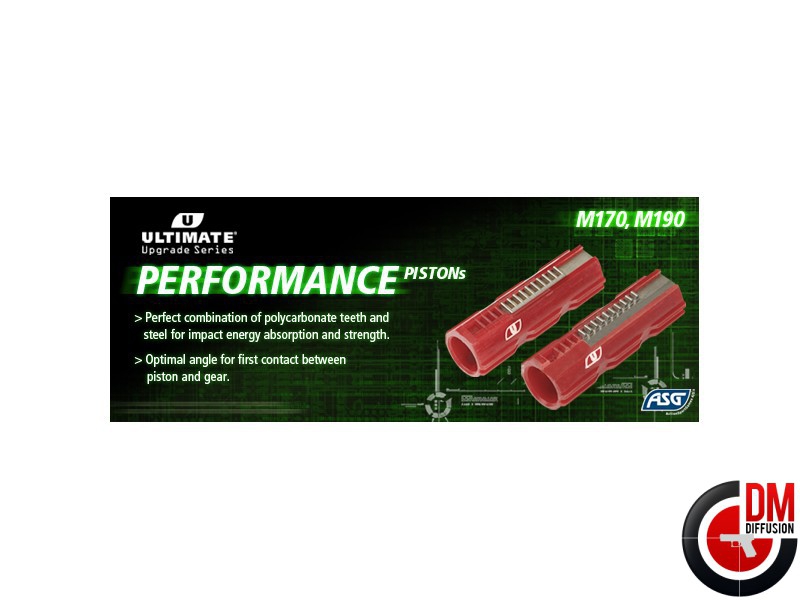 U
ULTIMATE®
Upgrade Series
M170, M190
PERFORMANCE PISTONs
> Perfect combination of polycarbonate teeth and
steel for impact energy absorption and strength.
> Optimal angle for first contact between
piston and gear.
U
U
ASG
DM
DIFFUSION